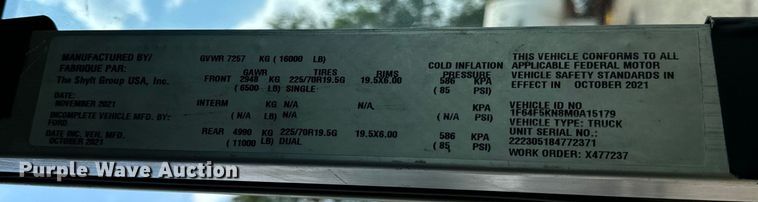 MANUFACTURED BY/
FABRIQUE PAR:
The Shyft Group USA, Inc.
DATE:
NOVEMBER 2021
INCOMPLETE VEHICLE MFD. BY:
FORD
DATE INC. VEH. MFD.
OCTOBER 2021
GVWR 7257 KG ( 16000 LB)
GAWR TIRES RIMS COLD INFLATION PRESSURE
FRONT 2948 KG 225/70R19.5G 19.5X6.00 586 KPA
( 6500 LB) SINGLE ( 85 PSI)
INTERM KG N/A N/A KPA
( N/A LB) N/A ( N/A PSI)
REAR 4990 KG 225/70R19.5G 19.5X6.00 586 KPA
( 11000 LB) DUAL ( 85 PSI)
THIS VEHICLE CONFORMS TO ALL
APPLICABLE FEDERAL MOTOR
VEHICLE SAFETY STANDARDS IN
EFFECT IN OCTOBER 2021
VEHICLE ID NO
1F64F5KN8M0A15179
VEHICLE TYPE: TRUCK
UNIT SERIAL NO:
222305184772371
WORK ORDER: X477237
Purple Wave Auction